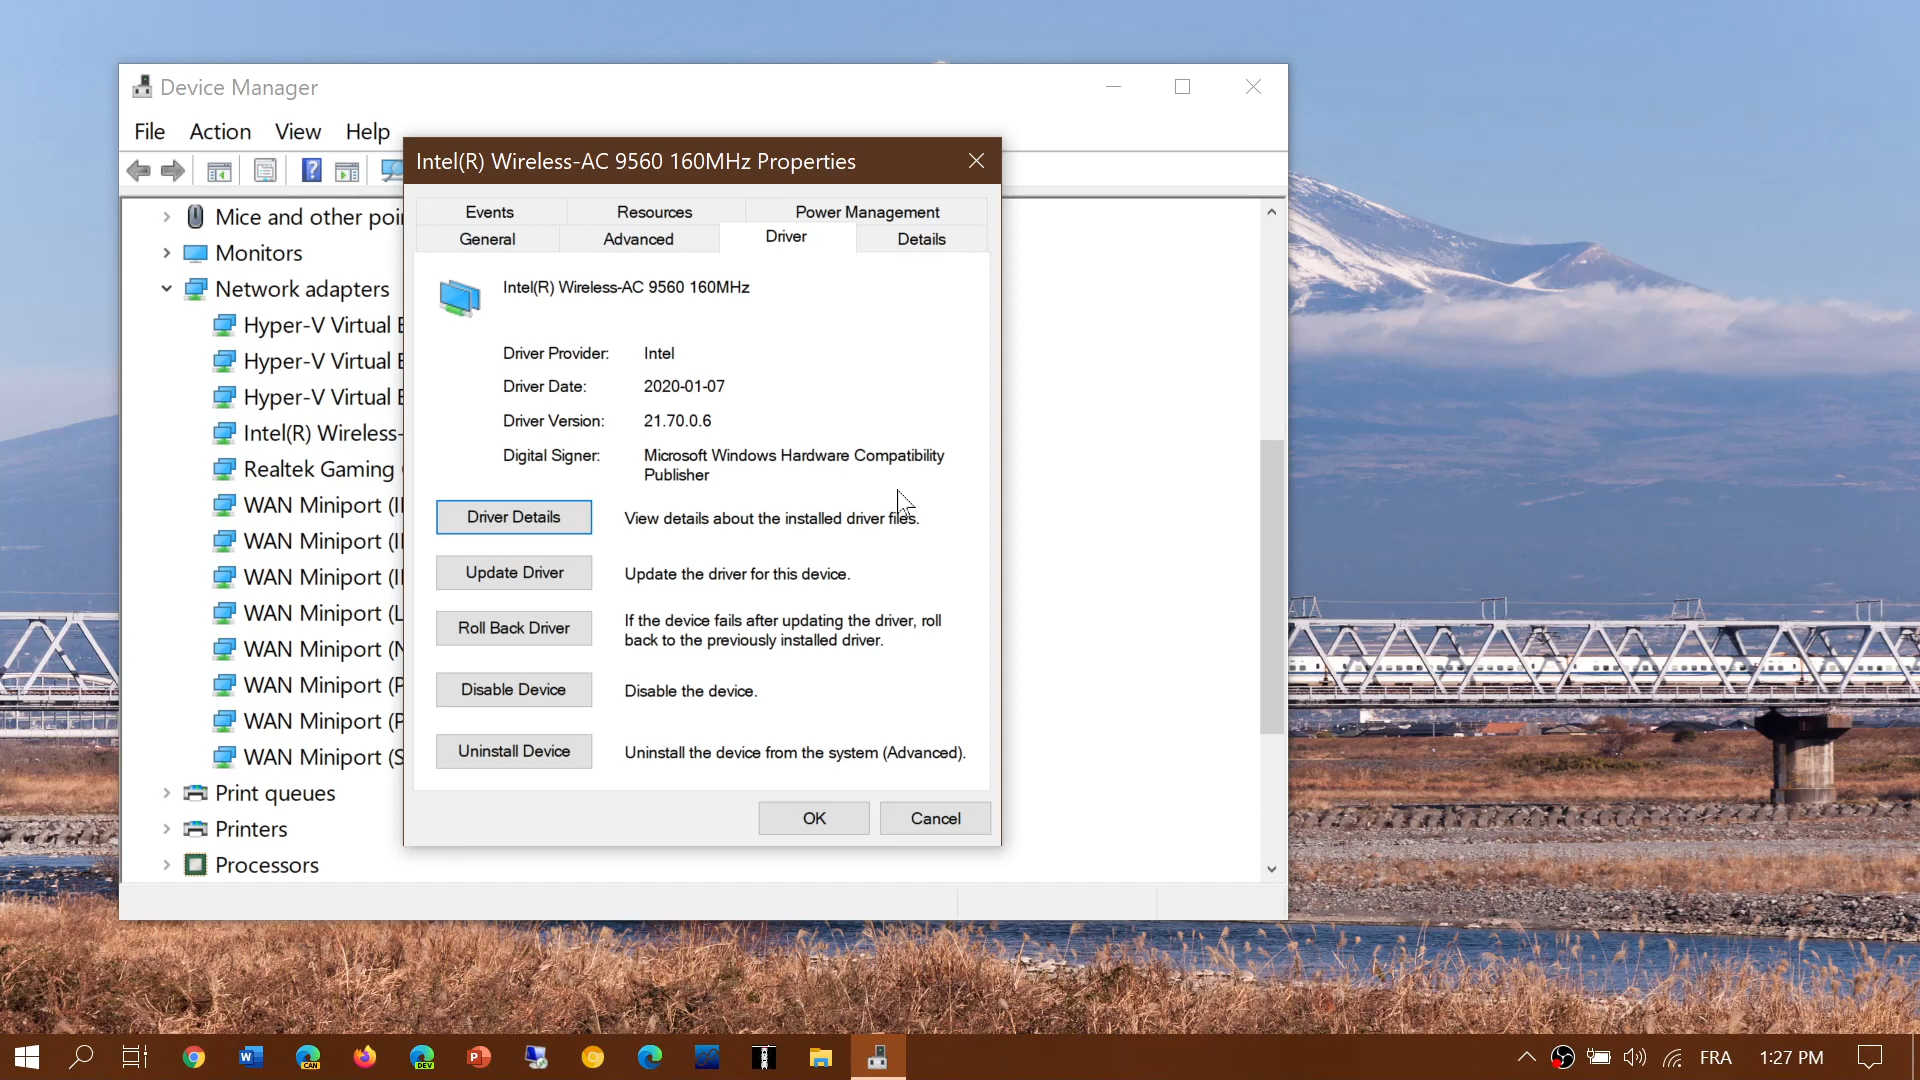 Device Manager
File Action View Help
Intel(R) Wireless-AC 9560 160MHz Properties
Events Resources Power Management
General Advanced Driver Details
Intel(R) Wireless-AC 9560 160MHz
Driver Provider: Intel
Driver Date: 2020-01-07
Driver Version: 21.70.0.6
Digital Signer: Microsoft Windows Hardware Compatibility
Publisher
Driver Details View details about the installed driver files.
Update Driver Update the driver for this device.
Roll Back Driver If the device fails after updating the driver, roll
back to the previously installed driver.
Disable Device Disable the device.
Uninstall Device Uninstall the device from the system (Advanced).
OK Cancel
Mice and other poi
Monitors
Network adapters
Hyper-V Virtual E
Hyper-V Virtual E
Hyper-V Virtual E
Intel(R) Wireless-
Realtek Gaming
WAN Miniport (I
WAN Miniport (I
WAN Miniport (I
WAN Miniport (L
WAN Miniport (N
WAN Miniport (P
WAN Miniport (P
WAN Miniport (S
Print queues
Printers
Processors
CAN DEV FRA 1:27 PM